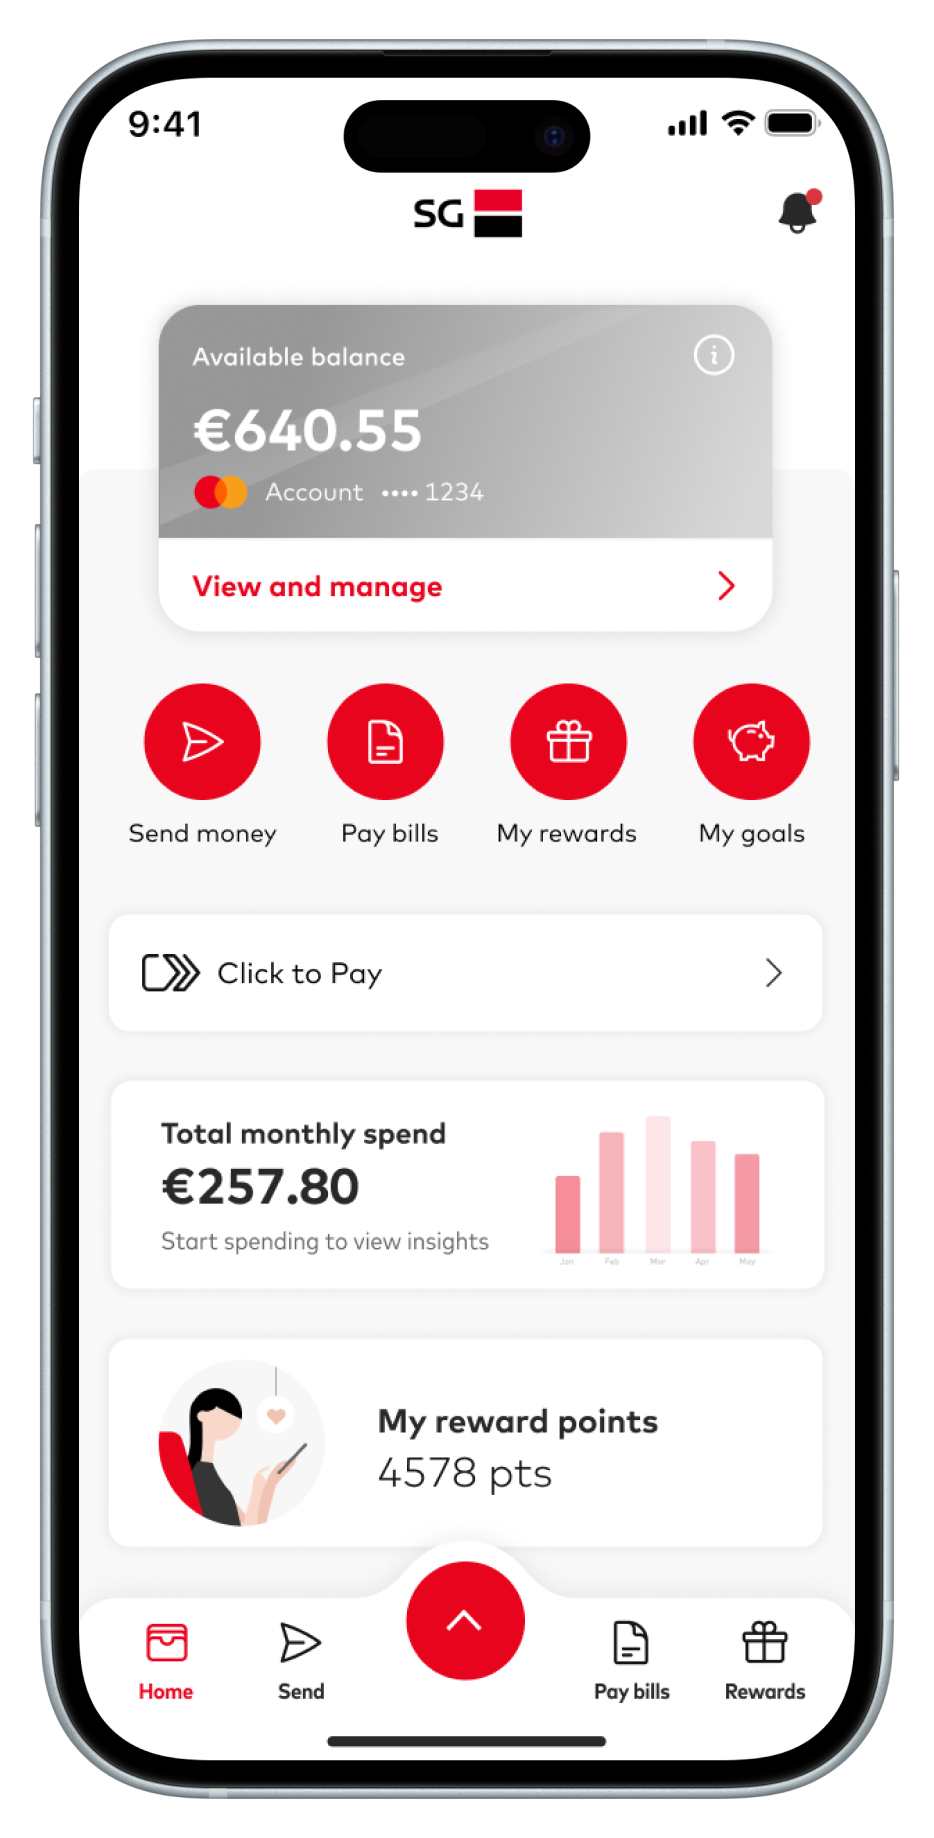 9:41
SG
Available balance
€640.55
Account •••• 1234
View and manage
Send money Pay bills My rewards My goals
Click to Pay
Total monthly spend
€257.80
Start spending to view insights
Jan Feb Mar Apr May
My reward points
4578 pts
Home Send Pay bills Rewards